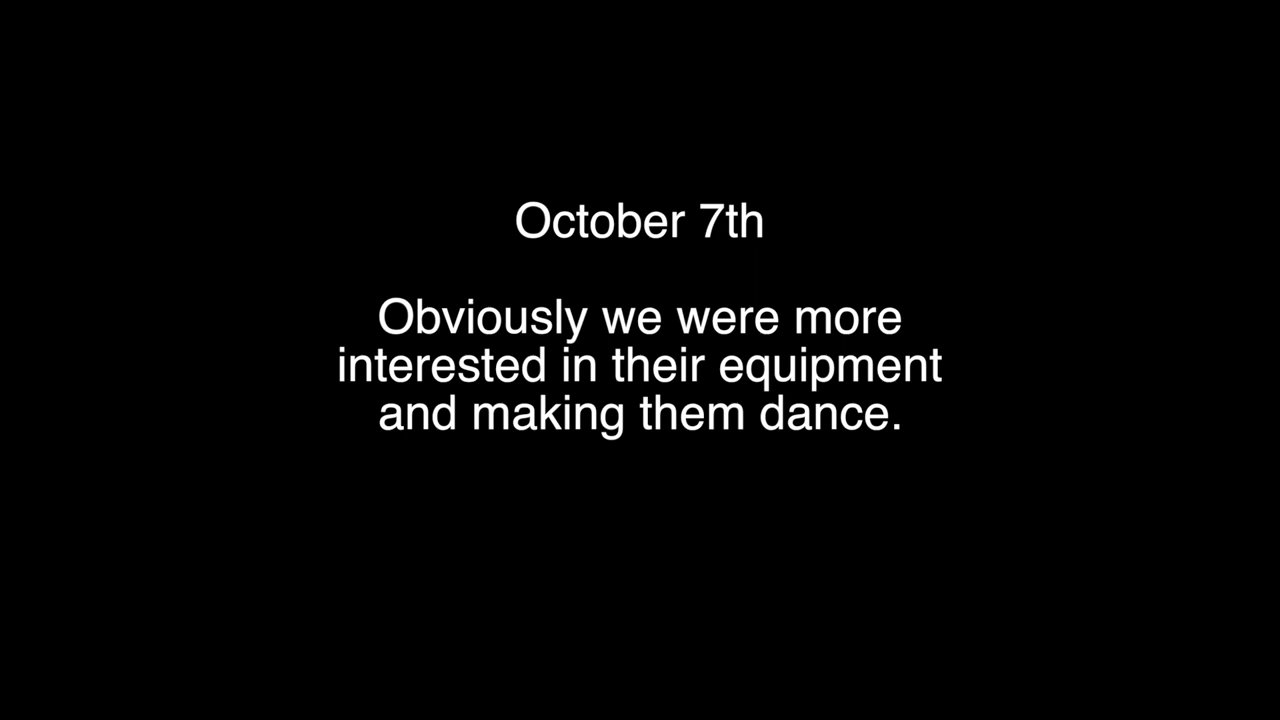 October 7th
Obviously we were more
interested in their equipment
and making them dance.